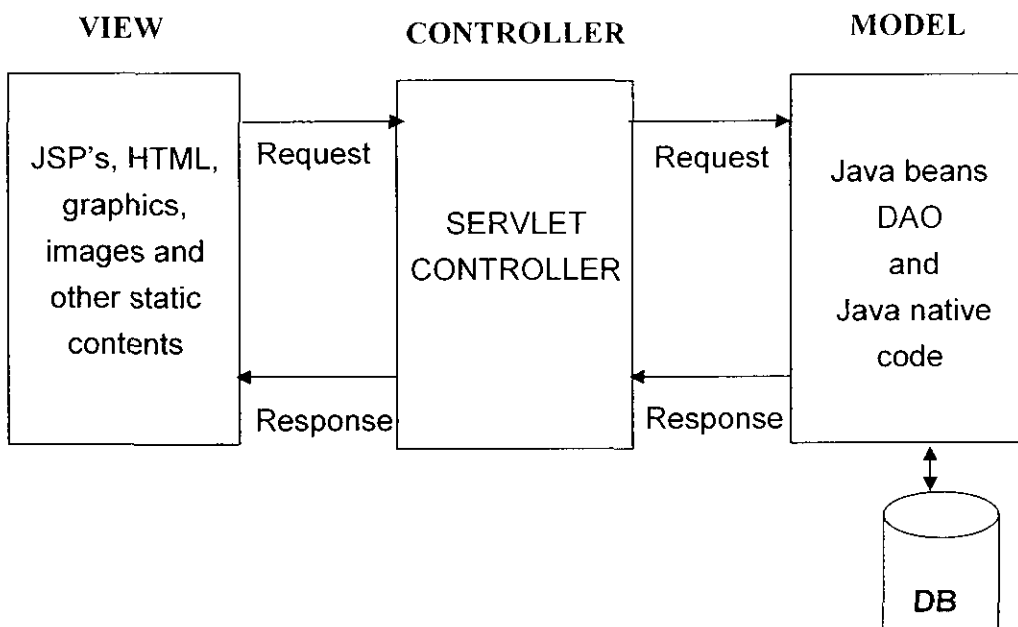 VIEW
CONTROLLER
MODEL
JSP's, HTML,
graphics,
images and
other static
contents
Request
Response
SERVLET
CONTROLLER
Request
Response
Java beans
DAO
and
Java native
code
DB